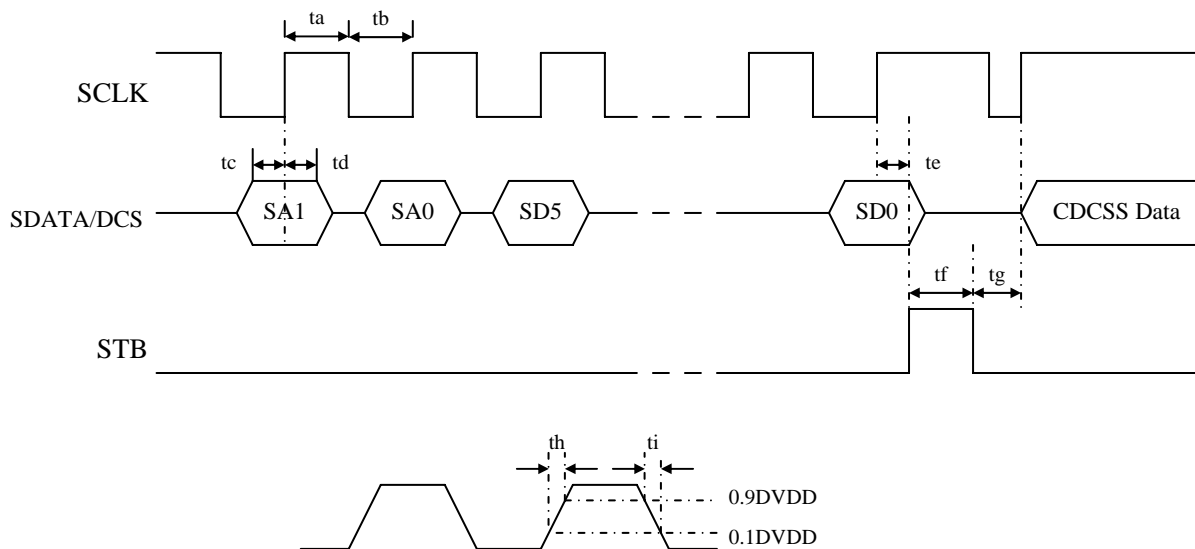 ta tb
SCLK
tc td te
SDATA/DCS SA1 SA0 SD5 SD0 CDCSS Data
tf tg
STB
th ti
0.9DVDD
0.1DVDD